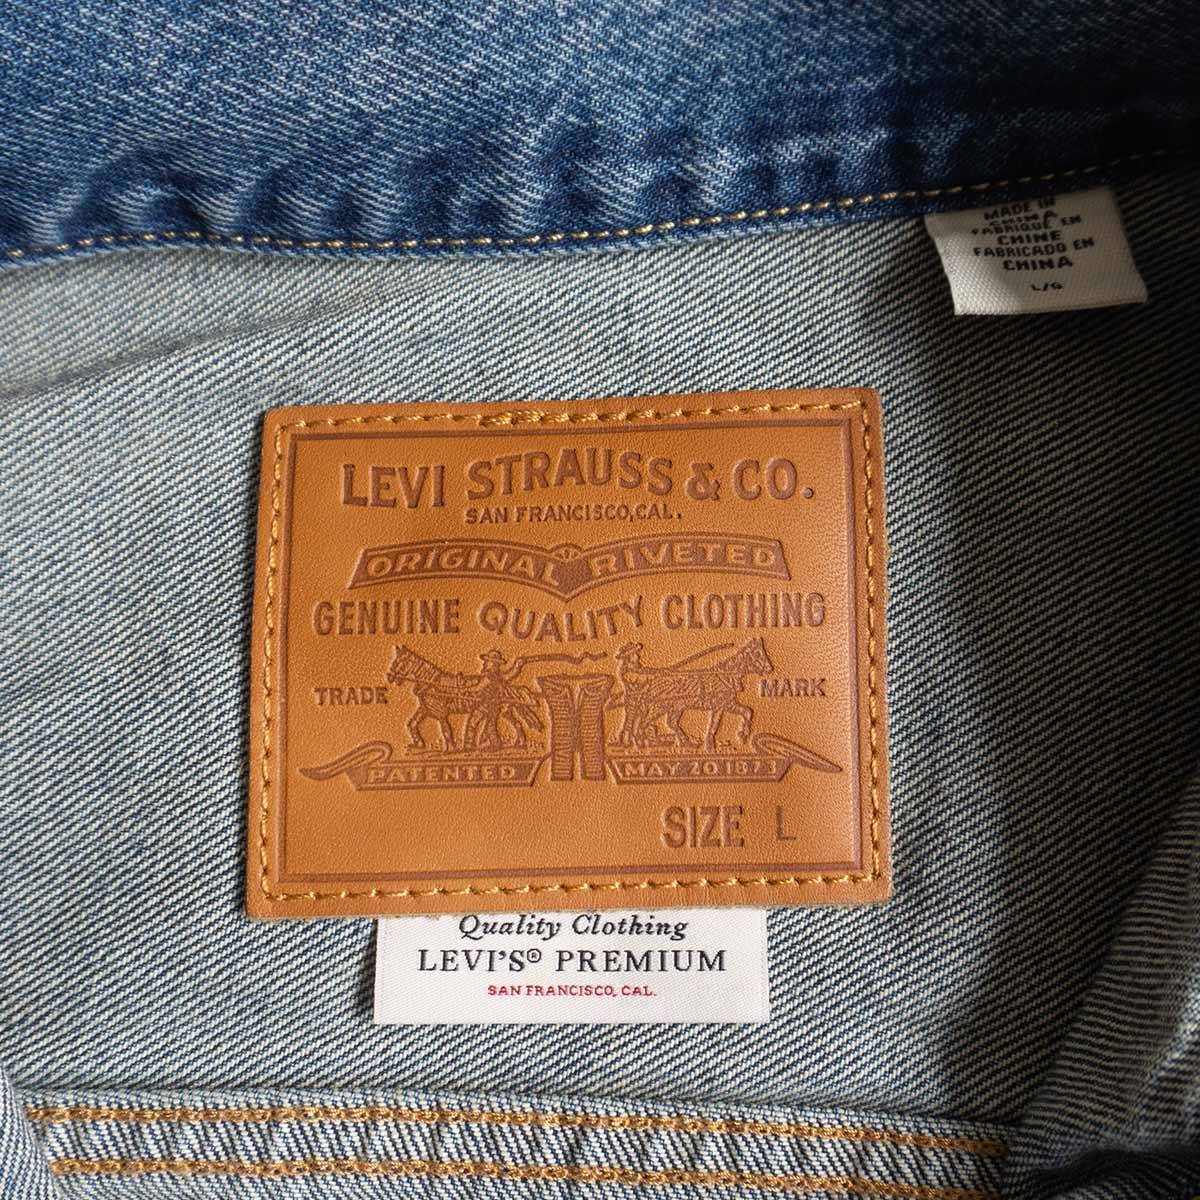 MADE IN
CHINA
FABRIQUE EN
CHINE
FABRICADO EN
CHINA
L/G
LEVI STRAUSS & CO.
SAN FRANCISCO, CAL.
ORIGINAL RIVETED
GENUINE QUALITY CLOTHING
TRADE MARK
PATENTED MAY 20 1873
SIZE L
Quality Clothing
LEVI'S® PREMIUM
SAN FRANCISCO, CAL.